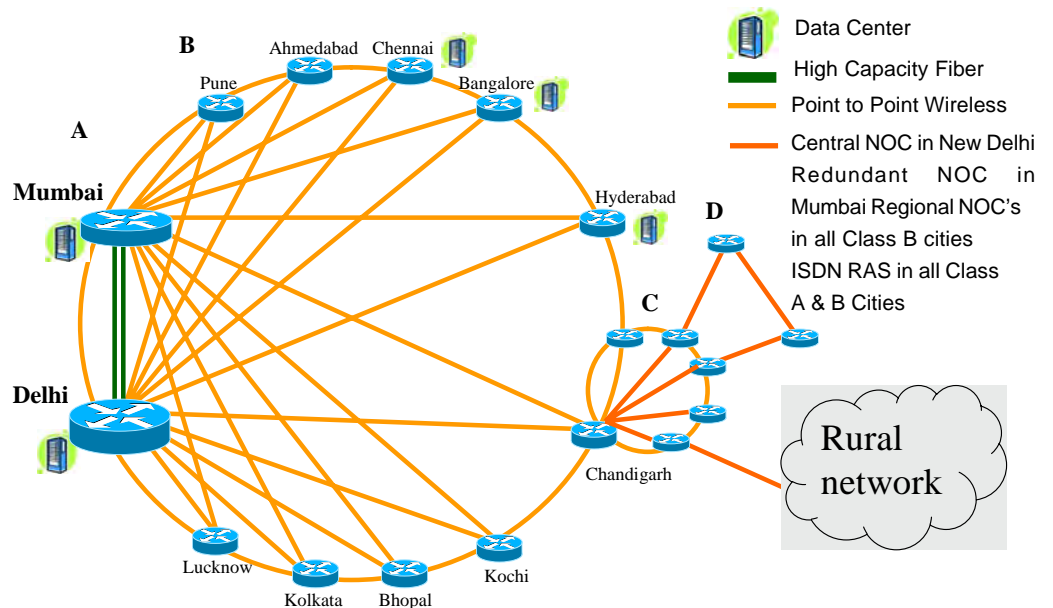 B
Ahmedabad
Chennai
Pune
Bangalore
A
Mumbai
Hyderabad
D
C
Delhi
Chandigarh
Lucknow
Kolkata
Bhopal
Kochi
Rural
network
Data Center
High Capacity Fiber
Point to Point Wireless
Central NOC in New Delhi
Redundant NOC in
Mumbai Regional NOC's
in all Class B cities
ISDN RAS in all Class
A & B Cities